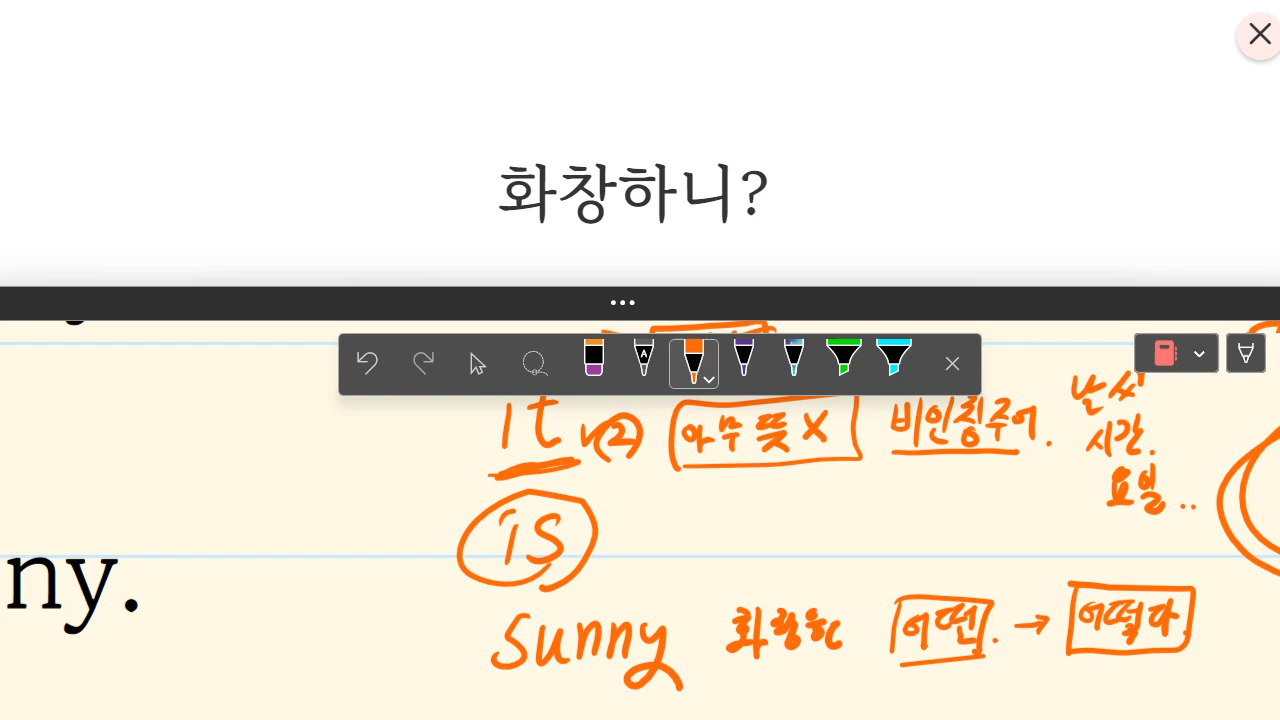 화창하니?
It (2) 아무 뜻 X 비인칭주어. 날씨
시간.
요일..
is
ny.
sunny 화창한 어떤. → 어떻다.